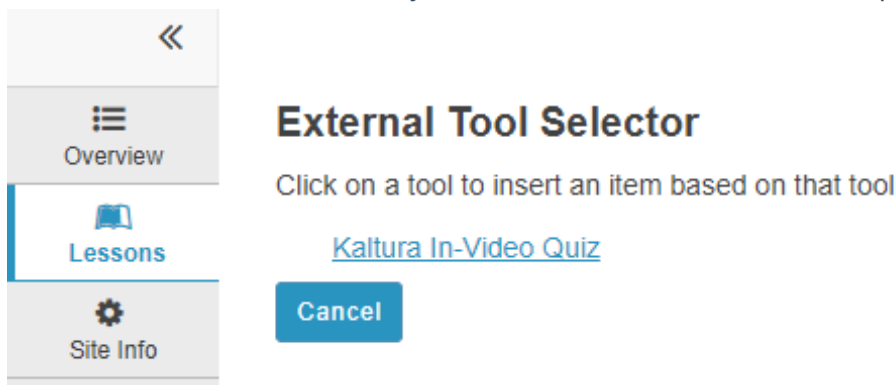 «
Overview
Lessons
Site Info
External Tool Selector
Click on a tool to insert an item based on that tool
Kaltura In-Video Quiz
Cancel